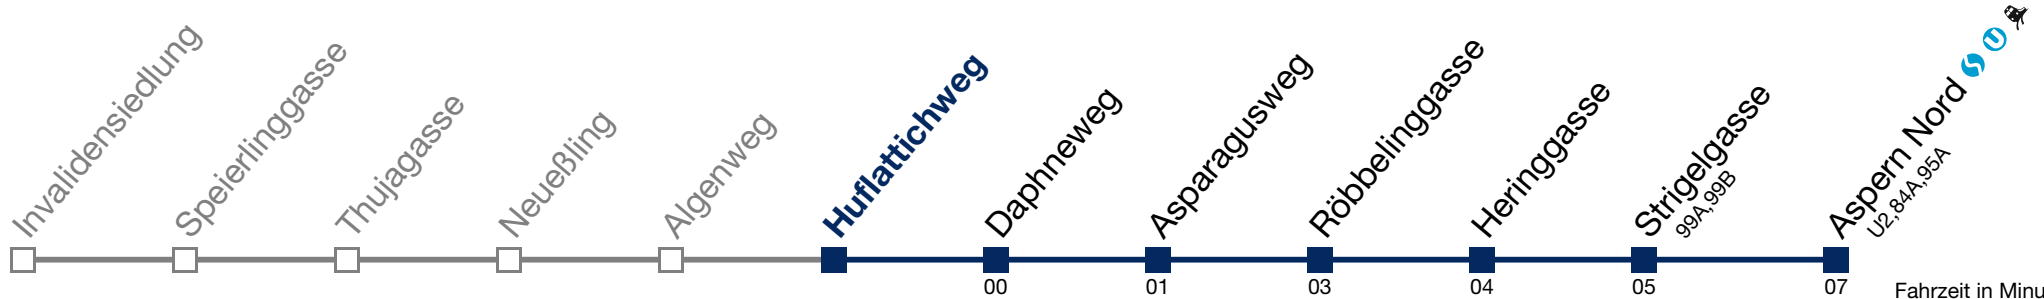 Invalidensiedlung
Speierlinggasse
Thujagasse
Neueßling
Algenweg
Huflattichweg
Daphneweg
Asparagusweg
Röbbelinggasse
Heringgasse
Strigelgasse
99A,99B
Aspern Nord S U
U2,84A,95A
00
01
03
04
05
07
Fahrzeit in Minu